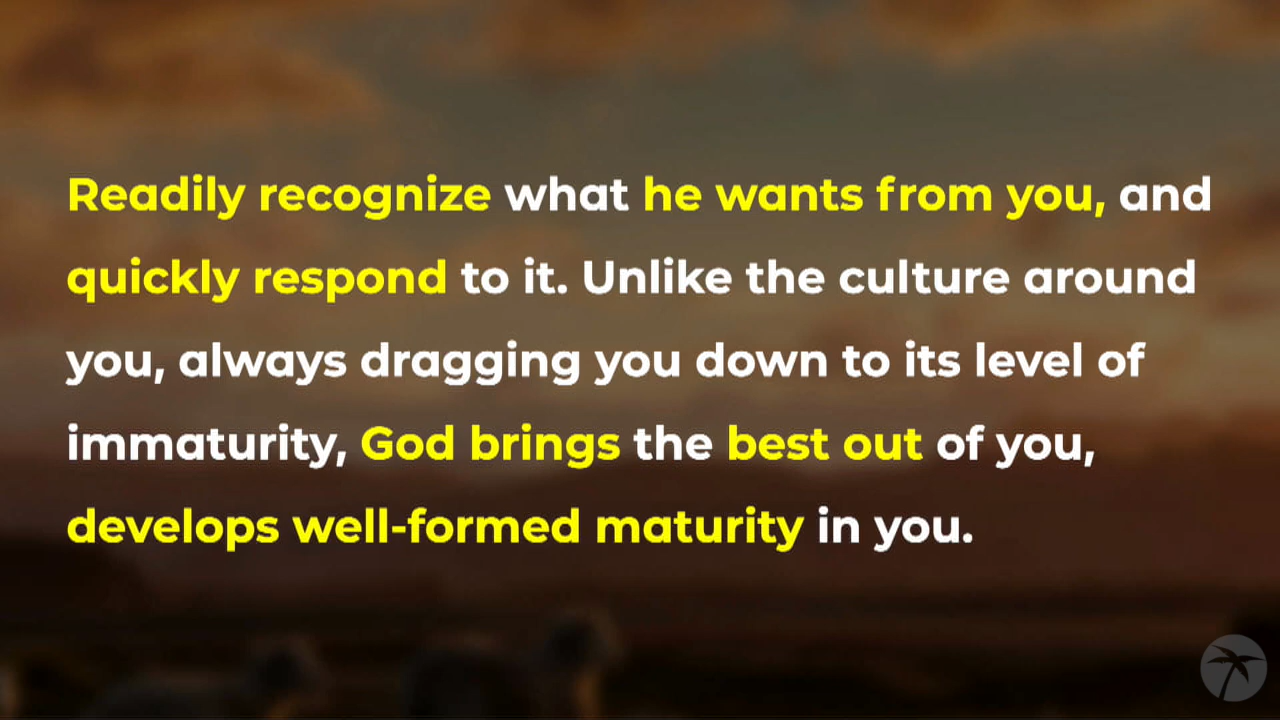 Readily recognize what he wants from you, and
quickly respond to it. Unlike the culture around
you, always dragging you down to its level of
immaturity, God brings the best out of you,
develops well-formed maturity in you.